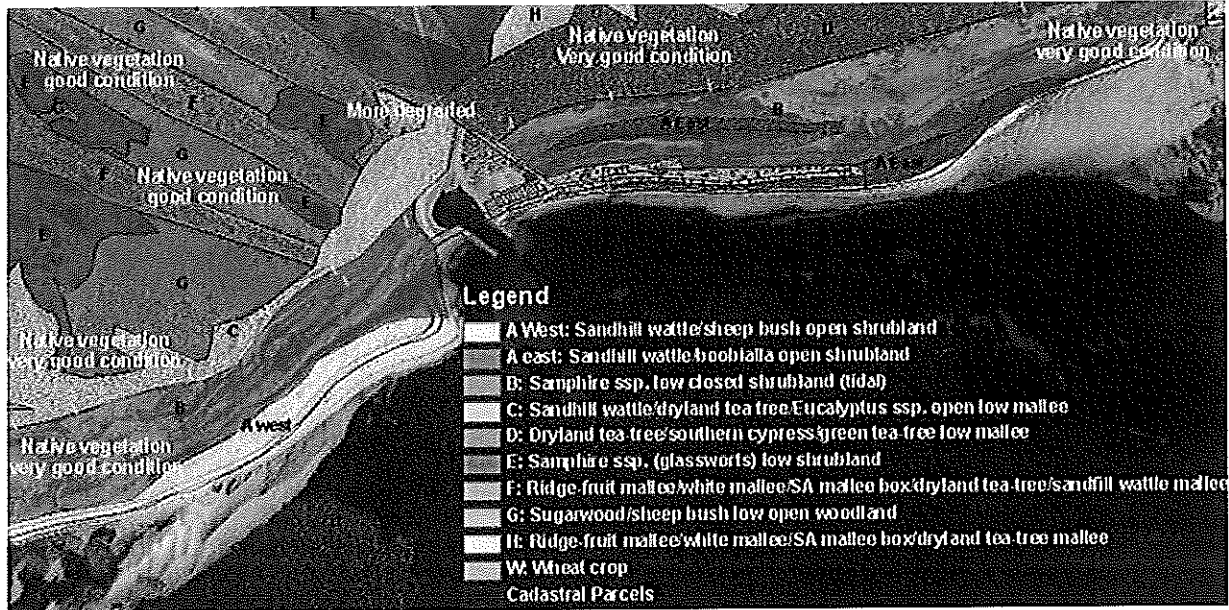 G
E
H
D
Native vegetation
good condition
Native vegetation
Very good condition
Native vegetation
very good condition
More degraded
B
A East
E
G
F
Native vegetation
good condition
E
A East
E
G
C
Native vegetation
very good condition
B
A west
Native vegetation
very good condition
Legend
A West: Sandhill wattle/sheep bush open shrubland
A east: Sandhill wattle/boobialla open shrubland
B: Samphire ssp. low closed shrubland (tidal)
C: Sandhill wattle/dryland tea tree/Eucalyptus ssp. open low mallee
D: Dryland tea-tree/southern cypress/green tea-tree low mallee
E: Samphire ssp. (glassworts) low shrubland
F: Ridge-fruit mallee/white mallee/SA mallee box/dryland tea-tree/sandfill wattle mallee
G: Sugarwood/sheep bush low open woodland
H: Ridge-fruit mallee/white mallee/SA mallee box/dryland tea-tree mallee
W: Wheat crop
Cadastral Parcels